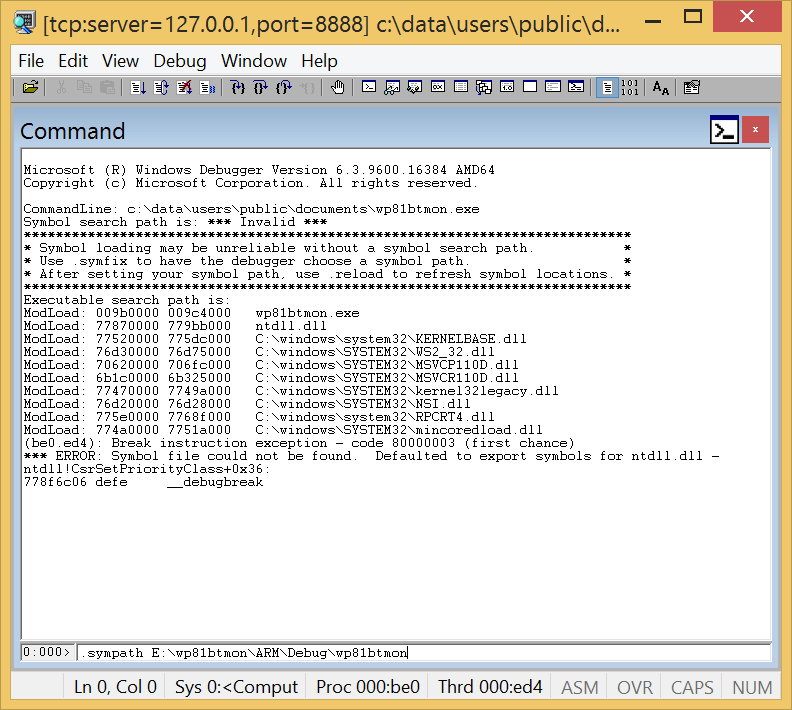 [tcp:server=127.0.0.1,port=8888] c:\data\users\public\d...
File Edit View Debug Window Help
101
101
AA
Command
x
Microsoft (R) Windows Debugger Version 6.3.9600.16384 AMD64
Copyright (c) Microsoft Corporation. All rights reserved.
CommandLine: c:\data\users\public\documents\wp81btmon.exe
Symbol search path is: *** Invalid ***
****************************************************************************
* Symbol loading may be unreliable without a symbol search path.           *
* Use .symfix to have the debugger choose a symbol path.                   *
* After setting your symbol path, use .reload to refresh symbol locations. *
****************************************************************************
Executable search path is:
ModLoad: 009b0000 009c4000   wp81btmon.exe
ModLoad: 77870000 779bb000   ntdll.dll
ModLoad: 77520000 775dc000   C:\windows\system32\KERNELBASE.dll
ModLoad: 76d30000 76d75000   C:\windows\SYSTEM32\WS2_32.dll
ModLoad: 70620000 706fc000   C:\windows\SYSTEM32\MSVCP110D.dll
ModLoad: 6b1c0000 6b325000   C:\windows\SYSTEM32\MSVCR110D.dll
ModLoad: 77470000 7749a000   C:\windows\SYSTEM32\kernel32legacy.dll
ModLoad: 76d20000 76d28000   C:\windows\SYSTEM32\NSI.dll
ModLoad: 775e0000 7768f000   C:\windows\system32\RPCRT4.dll
ModLoad: 774a0000 7751a000   C:\windows\SYSTEM32\mincoredload.dll
(be0.ed4): Break instruction exception - code 80000003 (first chance)
*** ERROR: Symbol file could not be found.  Defaulted to export symbols for ntdll.dll -
ntdll!CsrSetPriorityClass+0x36:
778f6c06 defe     __debugbreak
0:000> .sympath E:\wp81btmon\ARM\Debug\wp81btmon
Ln 0, Col 0 Sys 0:<Comput Proc 000:be0 Thrd 000:ed4 ASM OVR CAPS NUM